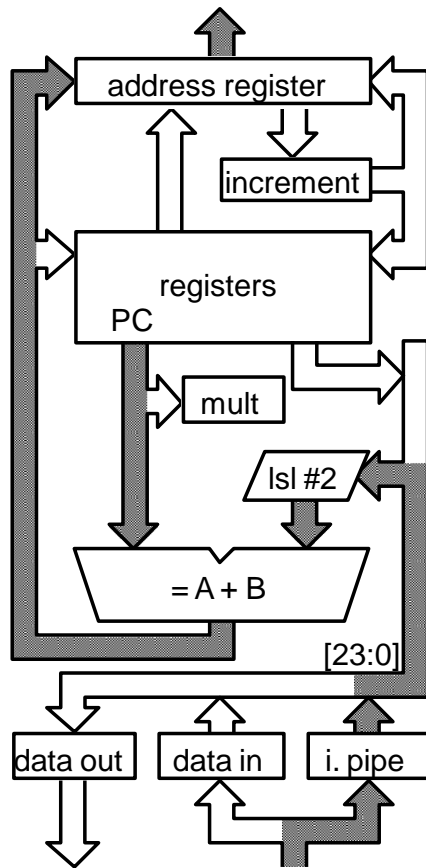 address register
increment
registers
PC
mult
lsl #2
= A + B
[23:0]
data out
data in
i. pipe